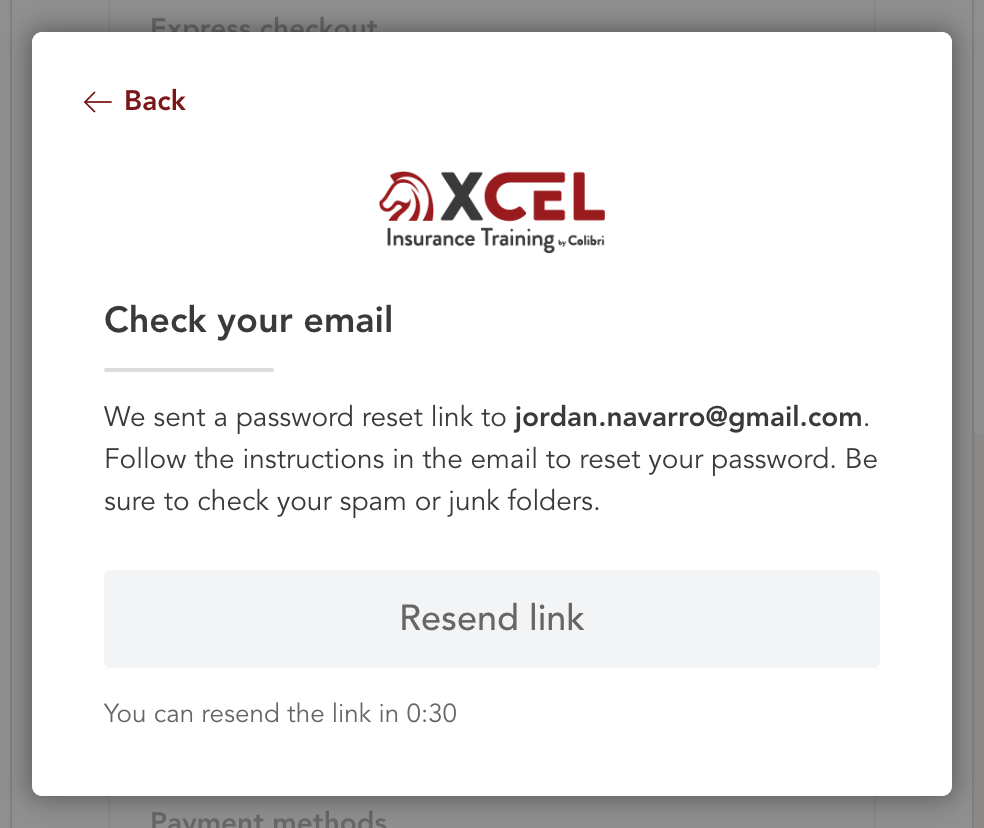 Express checkout
Back
XCEL
Insurance Training by Colibri
Check your email
We sent a password reset link to jordan.navarro@gmail.com.
Follow the instructions in the email to reset your password. Be
sure to check your spam or junk folders.
Resend link
You can resend the link in 0:30
Payment methods